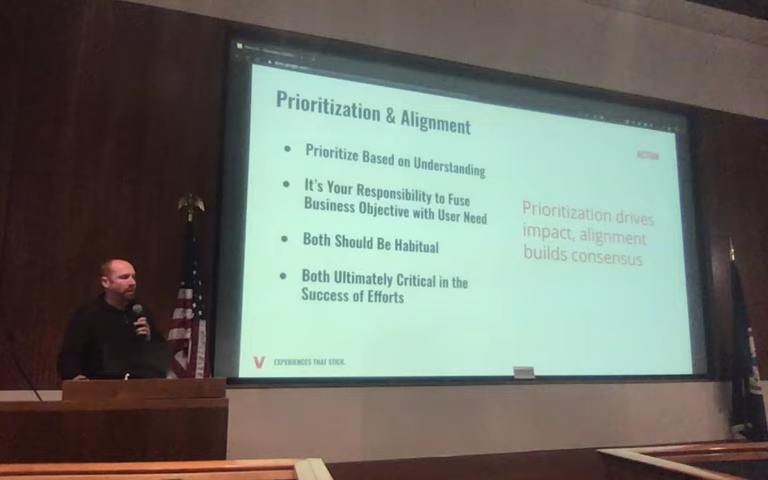 Prioritization & Alignment
ACTION
Prioritize Based on Understanding
It's Your Responsibility to Fuse
Business Objective with User Need
Both Should Be Habitual
Both Ultimately Critical in the
Success of Efforts
Prioritization drives
impact, alignment
builds consensus
V EXPERIENCES THAT STICK.